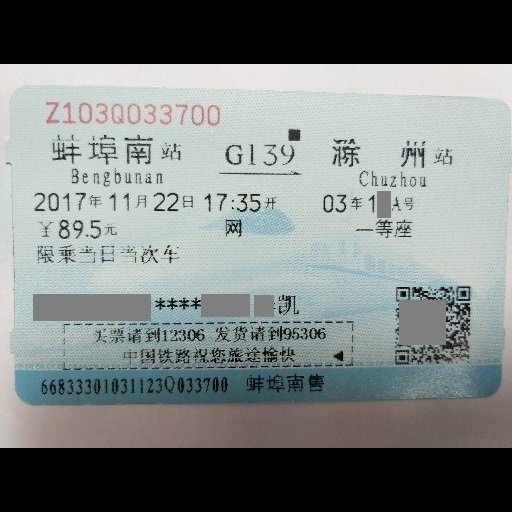 Z103Q033700
蚌埠南站 G139 滁州站
Bengbunan Chuzhou
2017年11月22日 17:35开 03车1 A号
￥89.5元 网 一等座
限乘当日当次车
**** 凯
买票请到12306 发货请到95306
中国铁路祝您旅途愉快
66833301031123Q033700 蚌埠南售